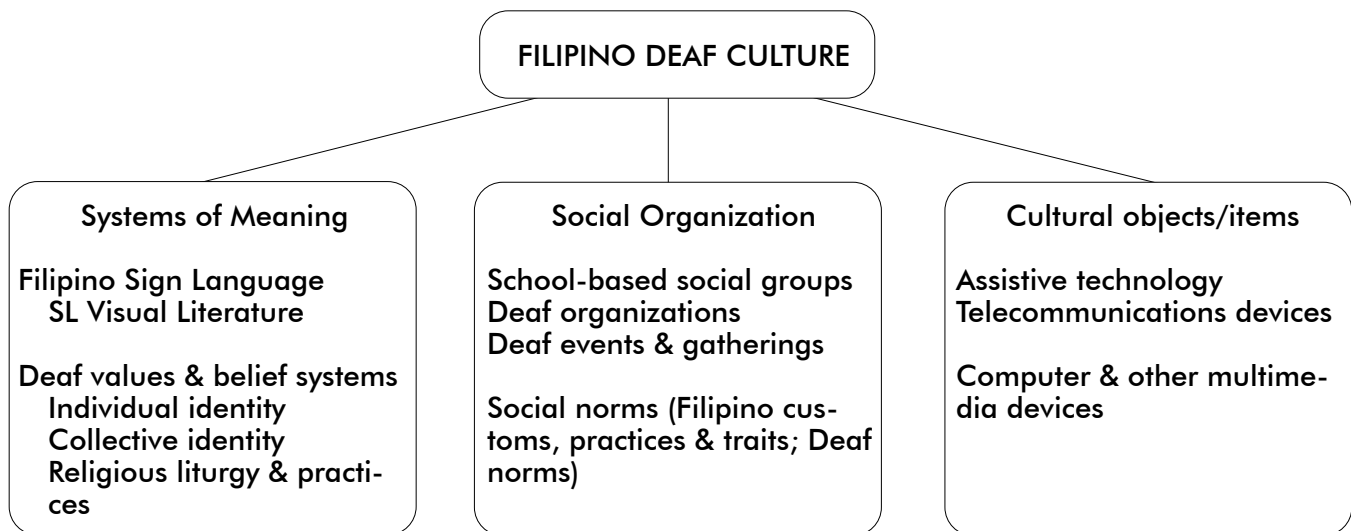 FILIPINO DEAF CULTURE
Systems of Meaning
Filipino Sign Language
SL Visual Literature
Deaf values & belief systems
Individual identity
Collective identity
Religious liturgy & practi-
ces
Social Organization
School-based social groups
Deaf organizations
Deaf events & gatherings
Social norms (Filipino cus-
toms, practices & traits; Deaf
norms)
Cultural objects/items
Assistive technology
Telecommunications devices
Computer & other multime-
dia devices